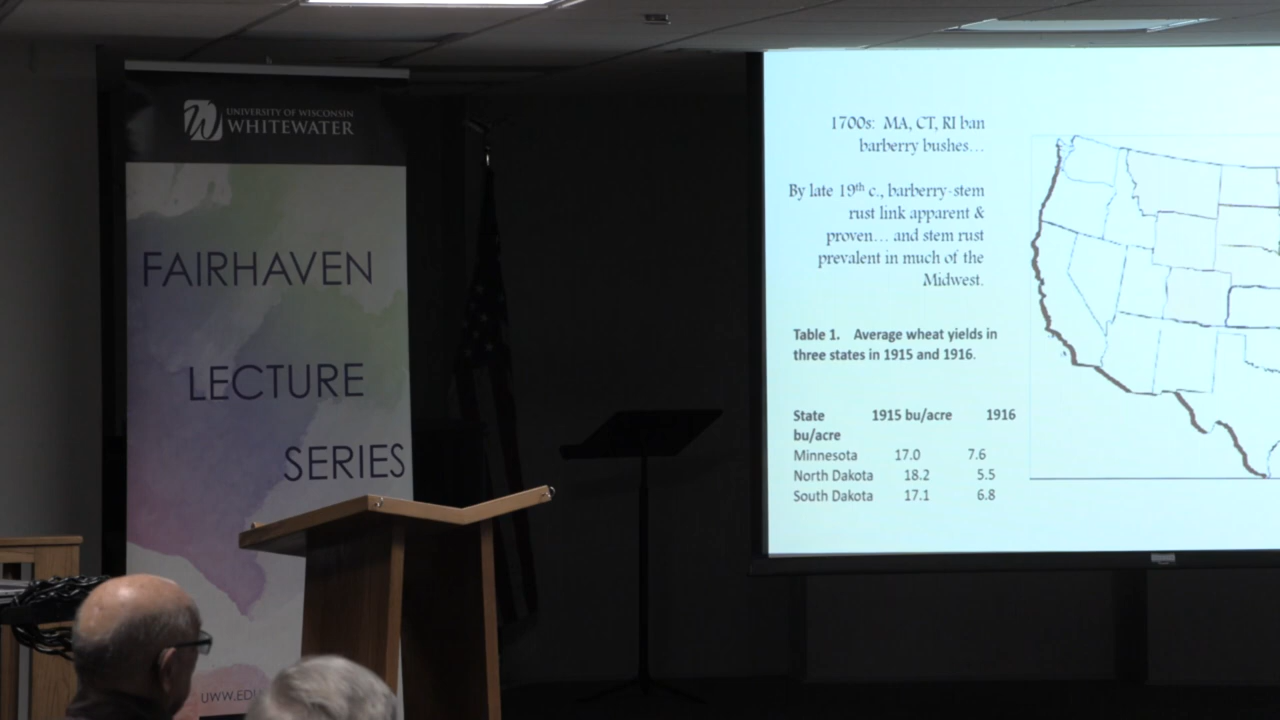 UNIVERSITY OF WISCONSIN
WHITEWATER
FAIRHAVEN
LECTURE
SERIES
UWW.EDU
1700s: MA, CT, RI ban
barberry bushes…
By late 19th c., barberry-stem
rust link apparent &
proven… and stem rust
prevalent in much of the
Midwest.
Table 1. Average wheat yields in
three states in 1915 and 1916.
State 1915 bu/acre 1916
bu/acre
Minnesota 17.0 7.6
North Dakota 18.2 5.5
South Dakota 17.1 6.8